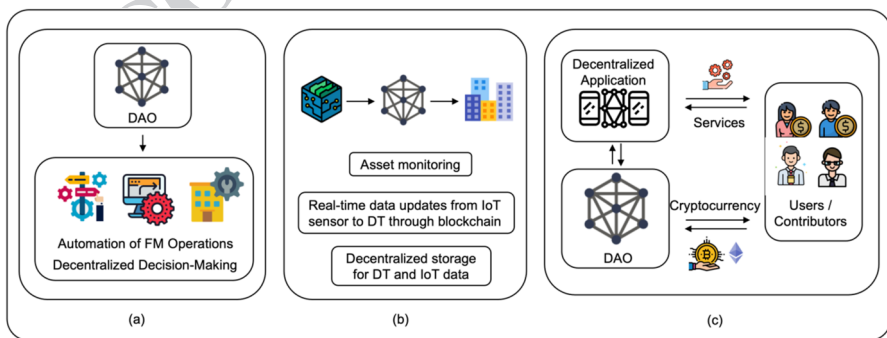 DAO
Automation of FM Operations
Decentralized Decision-Making
(a)
Asset monitoring
Real-time data updates from IoT
sensor to DT through blockchain
Decentralized storage
for DT and IoT data
(b)
Decentralized
Application
Services
DAO
Cryptocurrency
Users /
Contributors
(c)